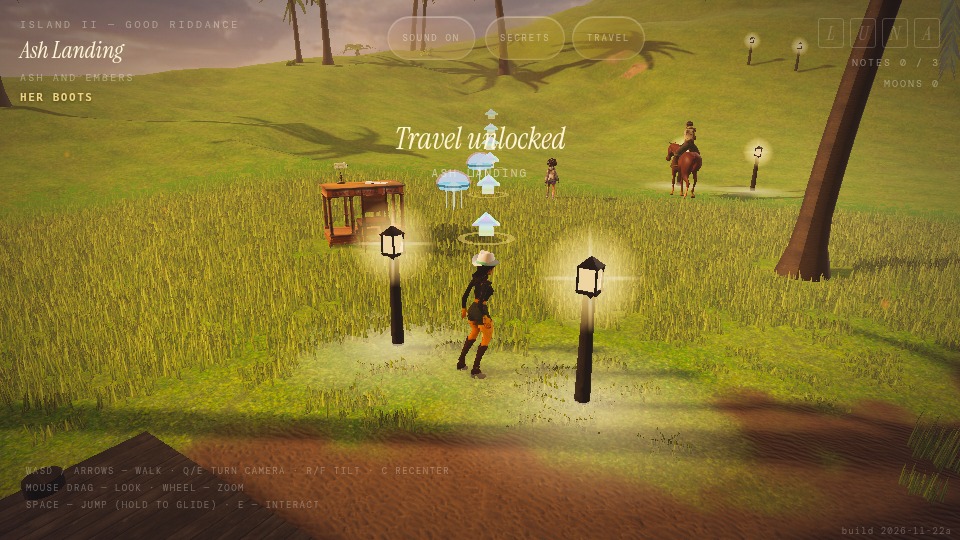 ISLAND II — GOOD RIDDANCE
Ash Landing
ASH AND EMBERS
HER BOOTS
SOUND ON
SECRETS
TRAVEL
L U N A
NOTES 0 / 3
MOONS 0
Travel unlocked
ASH LANDING
WASD / ARROWS — WALK · Q/E TURN CAMERA · R/F TILT · C RECENTER
MOUSE DRAG — LOOK · WHEEL — ZOOM
SPACE — JUMP (HOLD TO GLIDE) · E — INTERACT
build 2026-11-22a